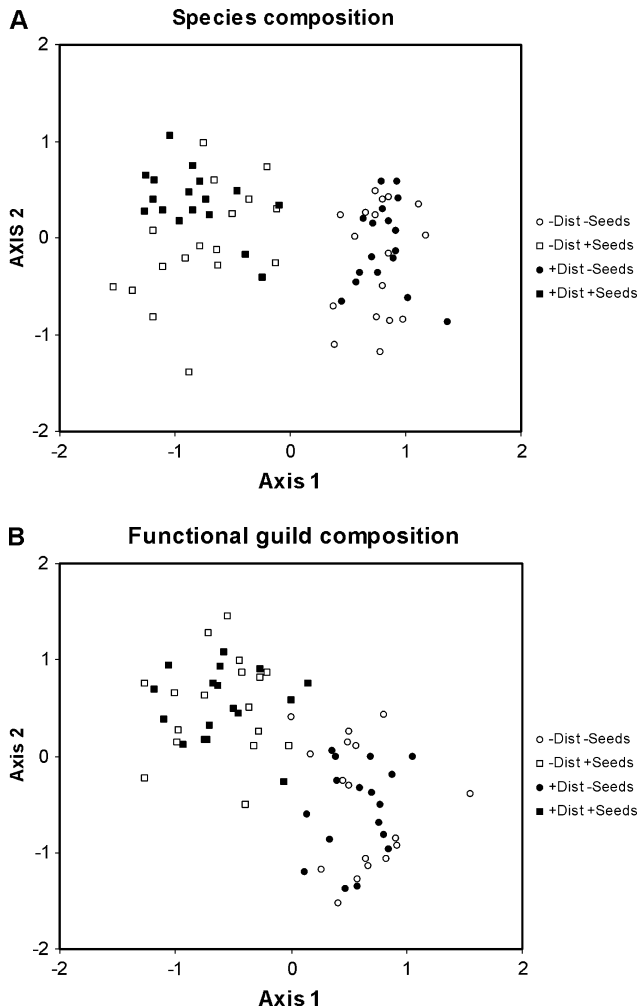 A
Species composition
2
1
0
-1
-2
AXIS 2
-2
-1
0
1
2
Axis 1
-Dist -Seeds
-Dist +Seeds
+Dist -Seeds
+Dist +Seeds
B
Functional guild composition
2
1
0
-1
-2
Axis 2
-2
-1
0
1
2
Axis 1
-Dist -Seeds
-Dist +Seeds
+Dist -Seeds
+Dist +Seeds